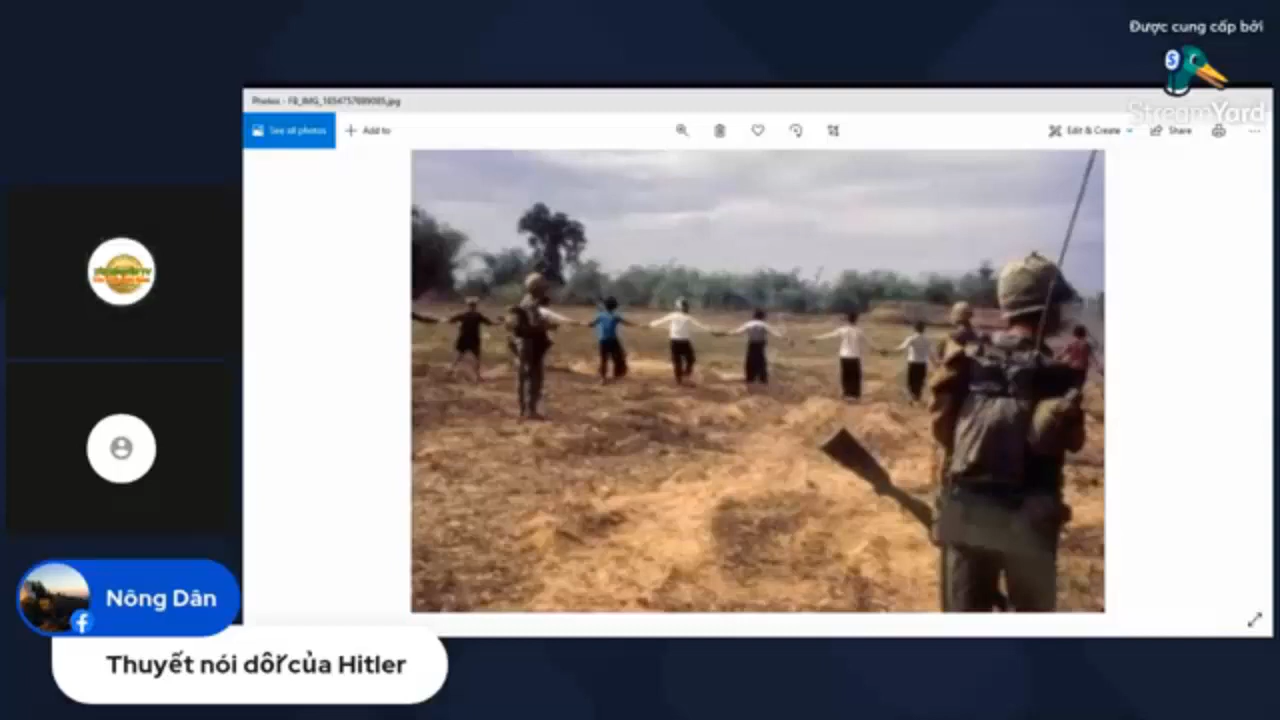 Được cung cấp bởi
StreamYard
Photos - FB_IMG_1654757889085.jpg
See all photos
Add to
Edit & Create
Share
Nông Dân
Thuyết nói dối của Hitler